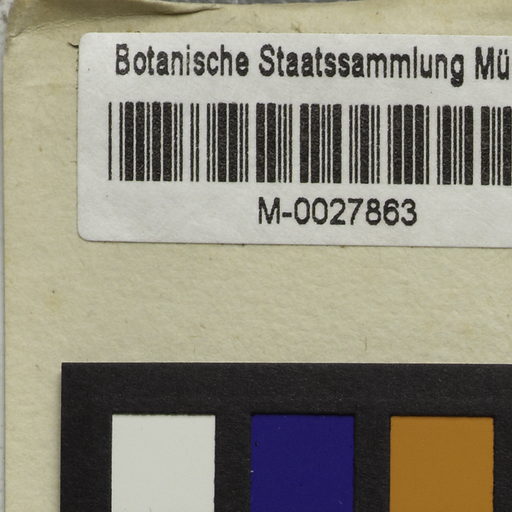 Botanische Staatssammlung Mü
M-0027863